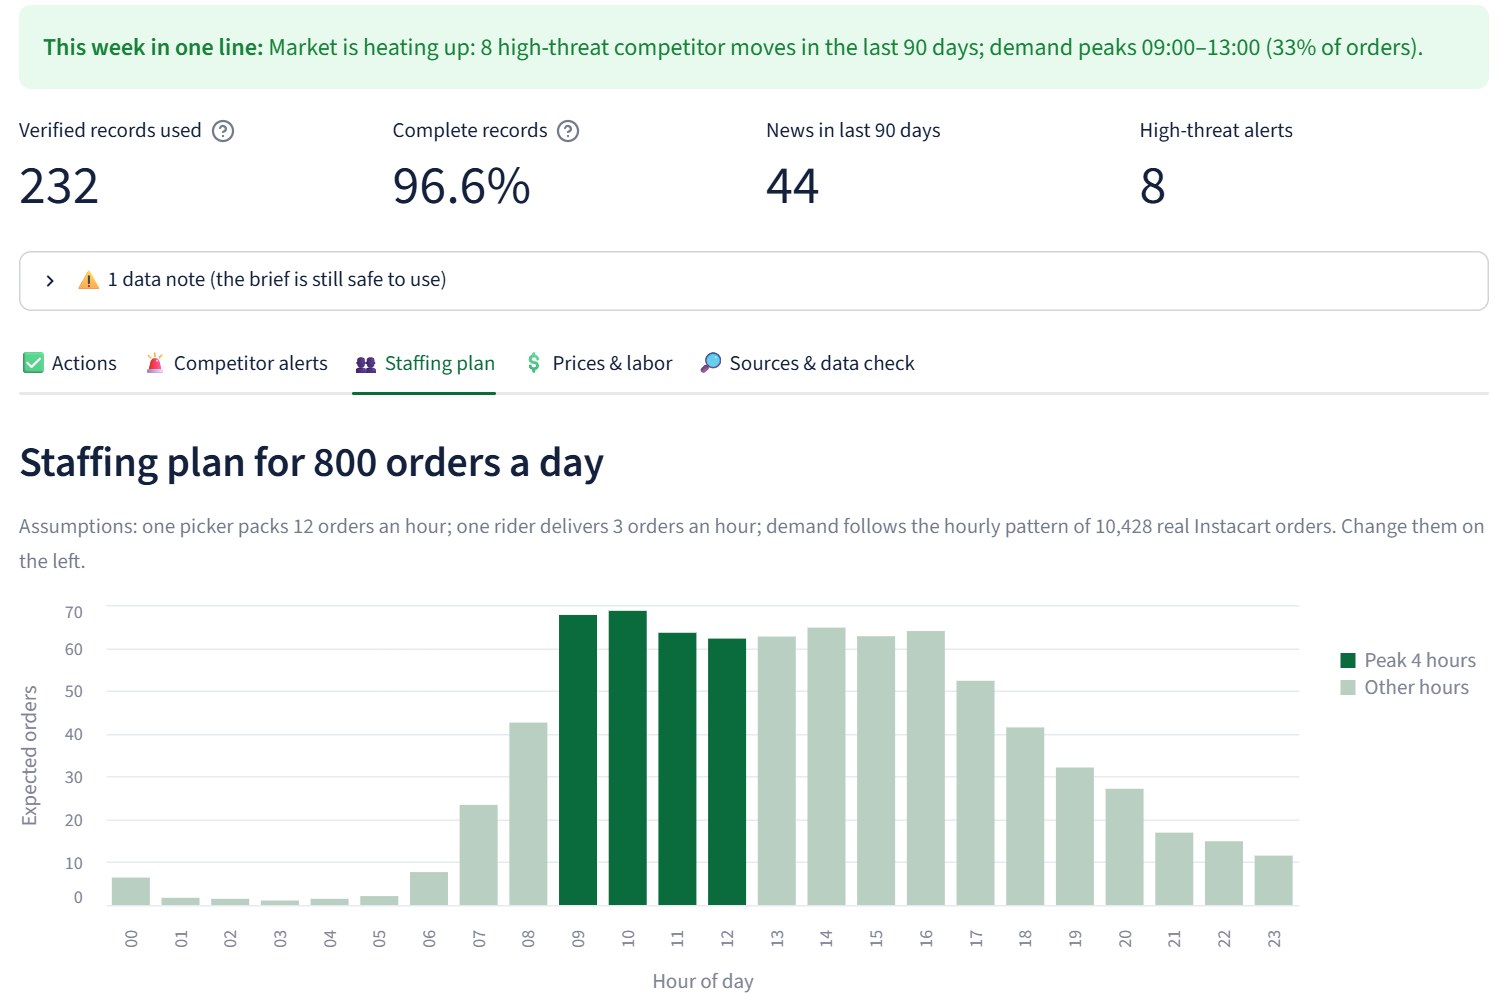 This week in one line: Market is heating up: 8 high-threat competitor moves in the last 90 days; demand peaks 09:00–13:00 (33% of orders).
Verified records used
Complete records
News in last 90 days
High-threat alerts
232
96.6%
44
8
1 data note (the brief is still safe to use)
Actions
Competitor alerts
Staffing plan
Prices & labor
Sources & data check
Staffing plan for 800 orders a day
Assumptions: one picker packs 12 orders an hour; one rider delivers 3 orders an hour; demand follows the hourly pattern of 10,428 real Instacart orders. Change them on
the left.
Expected orders
70
60
50
40
30
20
10
0
Peak 4 hours
Other hours
00
01
02
03
04
05
06
07
08
09
10
11
12
13
14
15
16
17
18
19
20
21
22
23
Hour of day